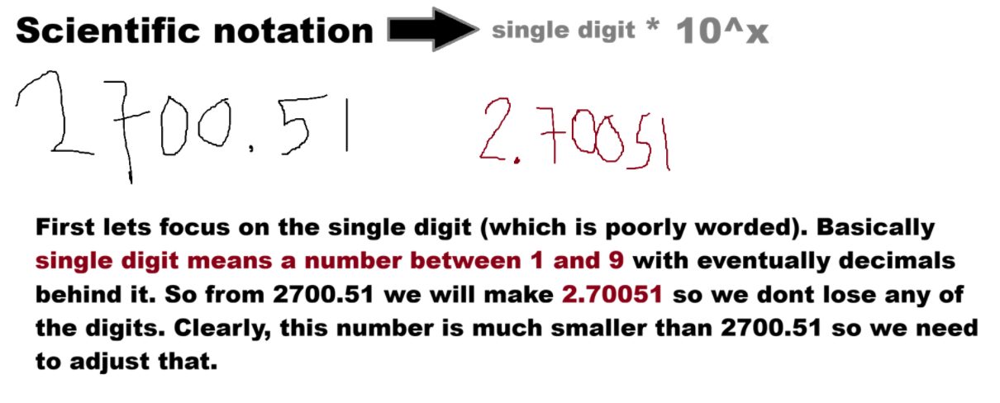 Scientific notation single digit * 10^x
2700.51 2.70051
First lets focus on the single digit (which is poorly worded). Basically
single digit means a number between 1 and 9 with eventually decimals
behind it. So from 2700.51 we will make 2.70051 so we dont lose any of
the digits. Clearly, this number is much smaller than 2700.51 so we need
to adjust that.